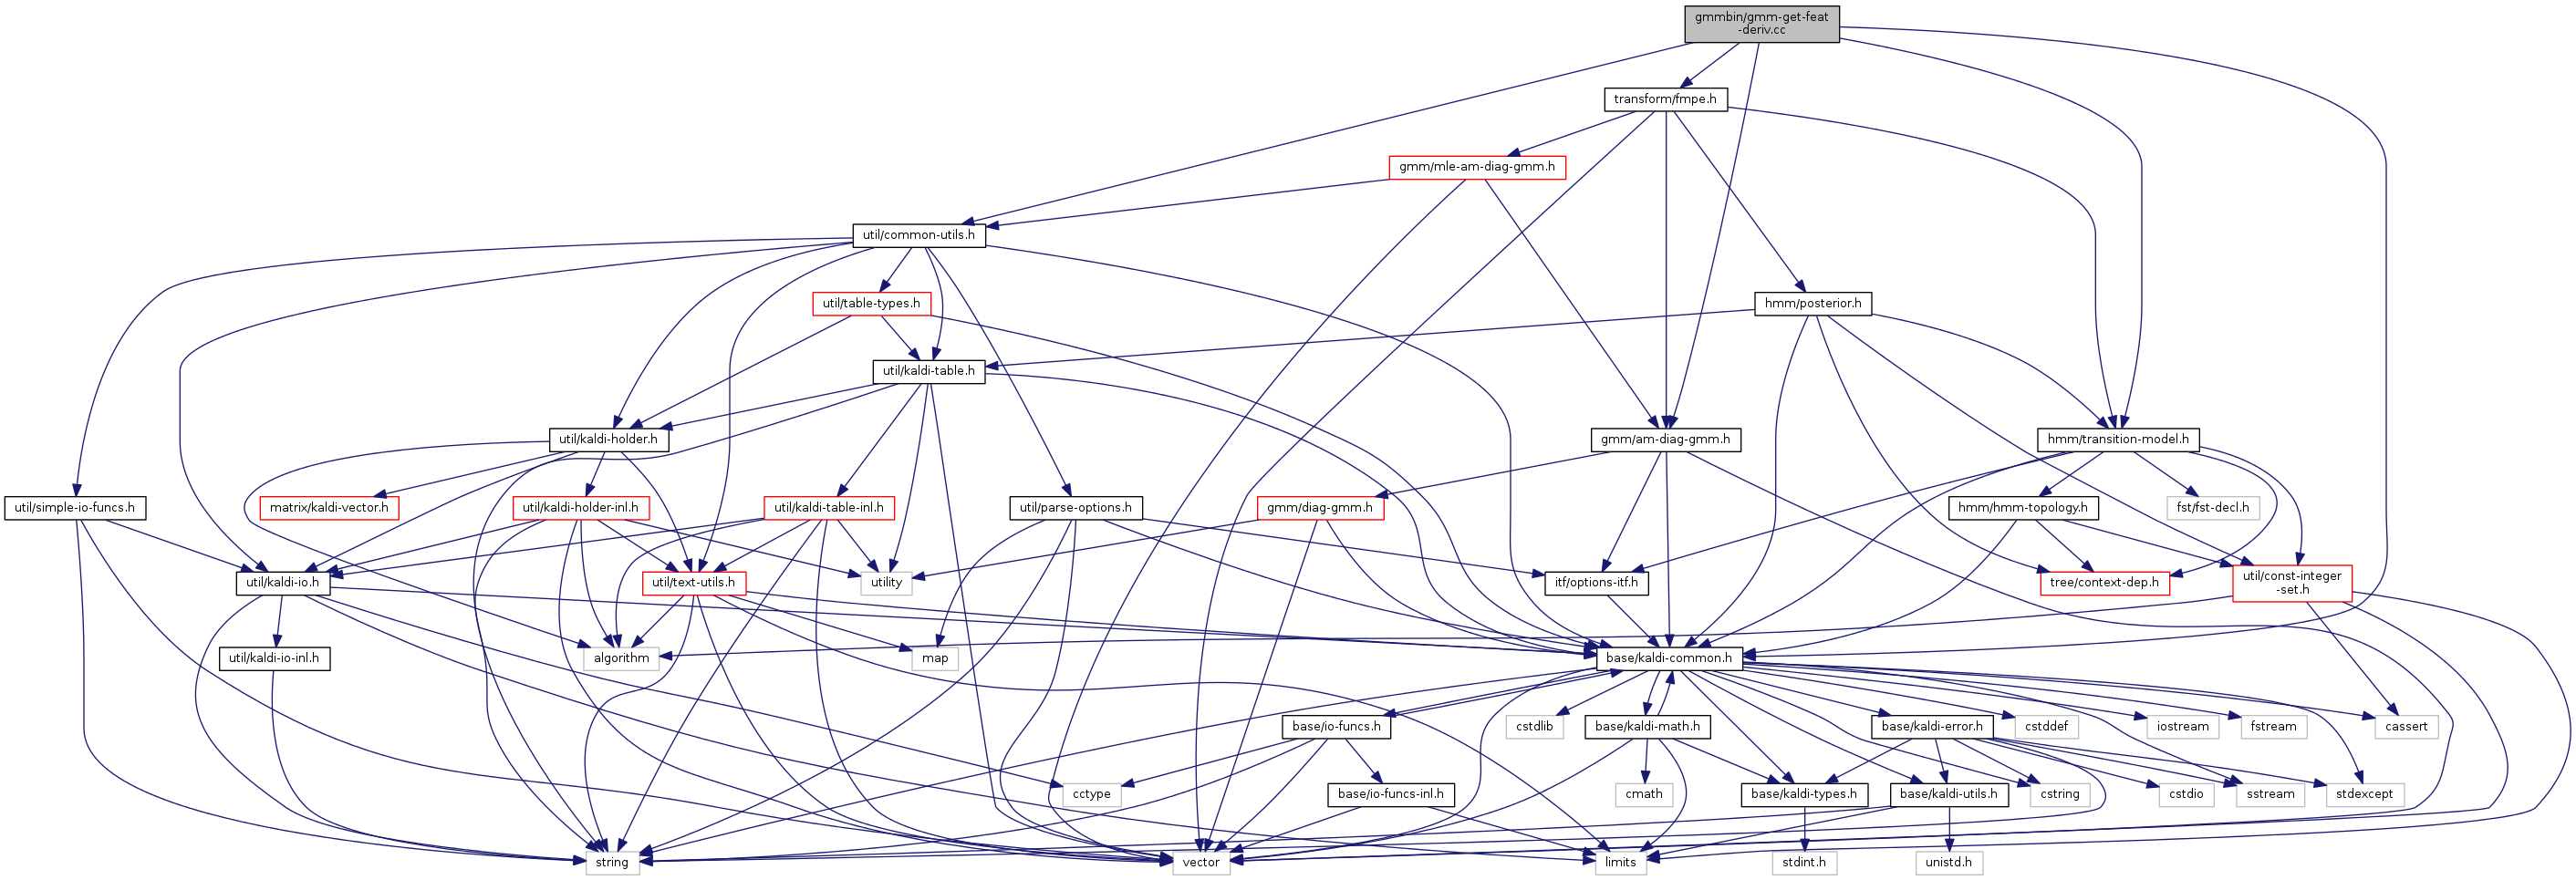 gmmbin/gmm-get-feat
-deriv.cc
transform/fmpe.h
gmm/mle-am-diag-gmm.h
util/common-utils.h
util/table-types.h
hmm/posterior.h
util/kaldi-table.h
util/kaldi-holder.h
gmm/am-diag-gmm.h
hmm/transition-model.h
util/simple-io-funcs.h
matrix/kaldi-vector.h
util/kaldi-holder-inl.h
util/kaldi-table-inl.h
util/parse-options.h
gmm/diag-gmm.h
hmm/hmm-topology.h
fst/fst-decl.h
util/kaldi-io.h
util/text-utils.h
utility
itf/options-itf.h
tree/context-dep.h
util/const-integer
-set.h
util/kaldi-io-inl.h
algorithm
map
base/kaldi-common.h
base/io-funcs.h
cstdlib
base/kaldi-math.h
base/kaldi-error.h
cstddef
iostream
fstream
cassert
cctype
base/io-funcs-inl.h
cmath
base/kaldi-types.h
base/kaldi-utils.h
cstring
cstdio
sstream
stdexcept
string
vector
limits
stdint.h
unistd.h